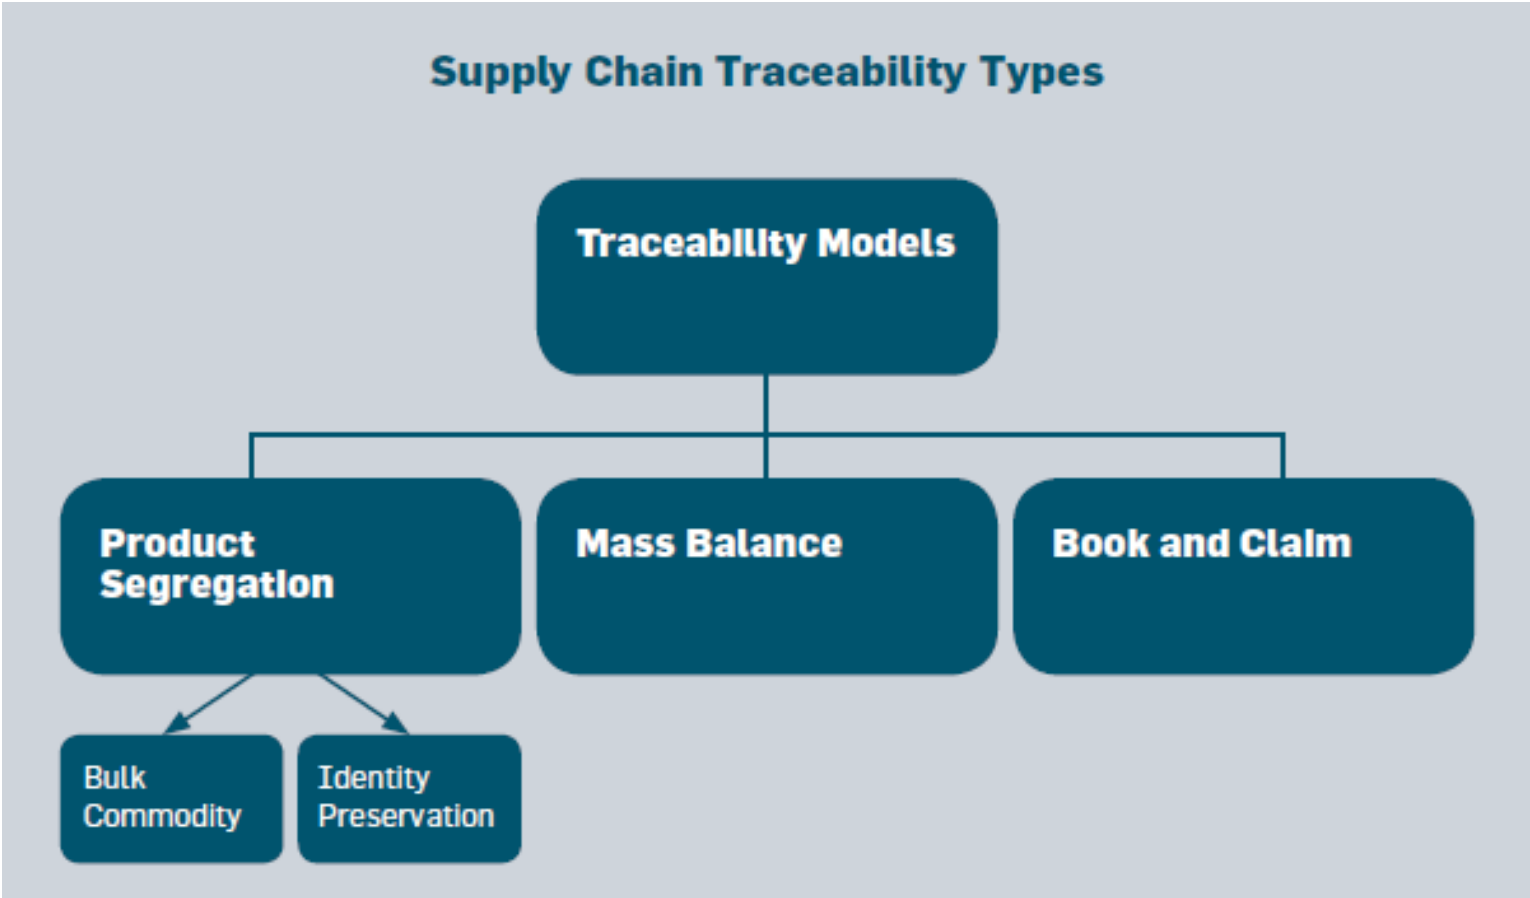 Supply Chain Traceability Types
Traceability Models
Product
Segregation
Mass Balance
Book and Claim
Bulk
Commodity
Identity
Preservation